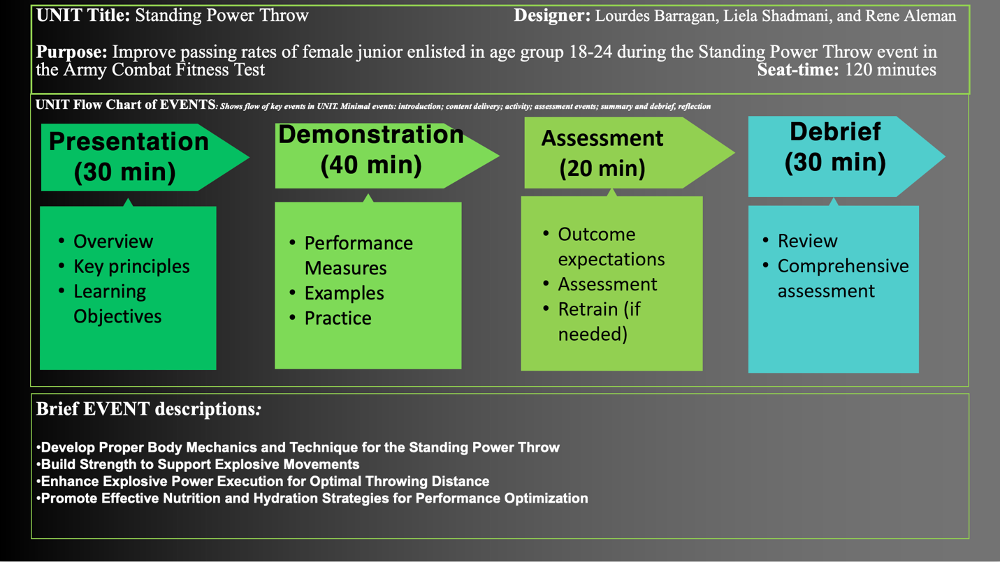 UNIT Title: Standing Power Throw
Designer: Lourdes Barragan, Liela Shadmani, and Rene Aleman
Purpose: Improve passing rates of female junior enlisted in age group 18-24 during the Standing Power Throw event in
the Army Combat Fitness Test
Seat-time: 120 minutes
UNIT Flow Chart of EVENTS: Shows flow of key events in UNIT. Minimal events: introduction; content delivery; activity; assessment events; summary and debrief, reflection
Presentation
(30 min)
• Overview
• Key principles
• Learning
Objectives
Demonstration
(40 min)
• Performance
Measures
• Examples
• Practice
Assessment
(20 min)
• Outcome
expectations
• Assessment
• Retrain (if
needed)
Debrief
(30 min)
• Review
• Comprehensive
assessment
Brief EVENT descriptions:
•Develop Proper Body Mechanics and Technique for the Standing Power Throw
•Build Strength to Support Explosive Movements
•Enhance Explosive Power Execution for Optimal Throwing Distance
•Promote Effective Nutrition and Hydration Strategies for Performance Optimization